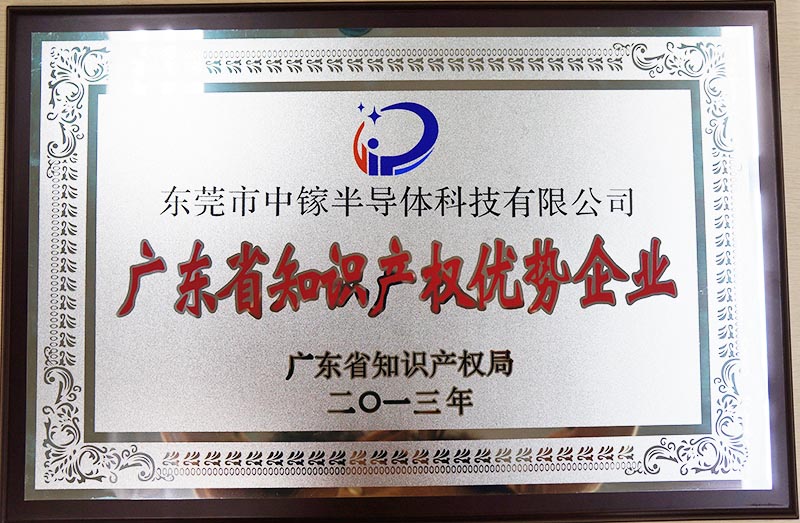 东莞市中镓半导体科技有限公司
广东省知识产权优势企业
广东省知识产权局
二〇一三年